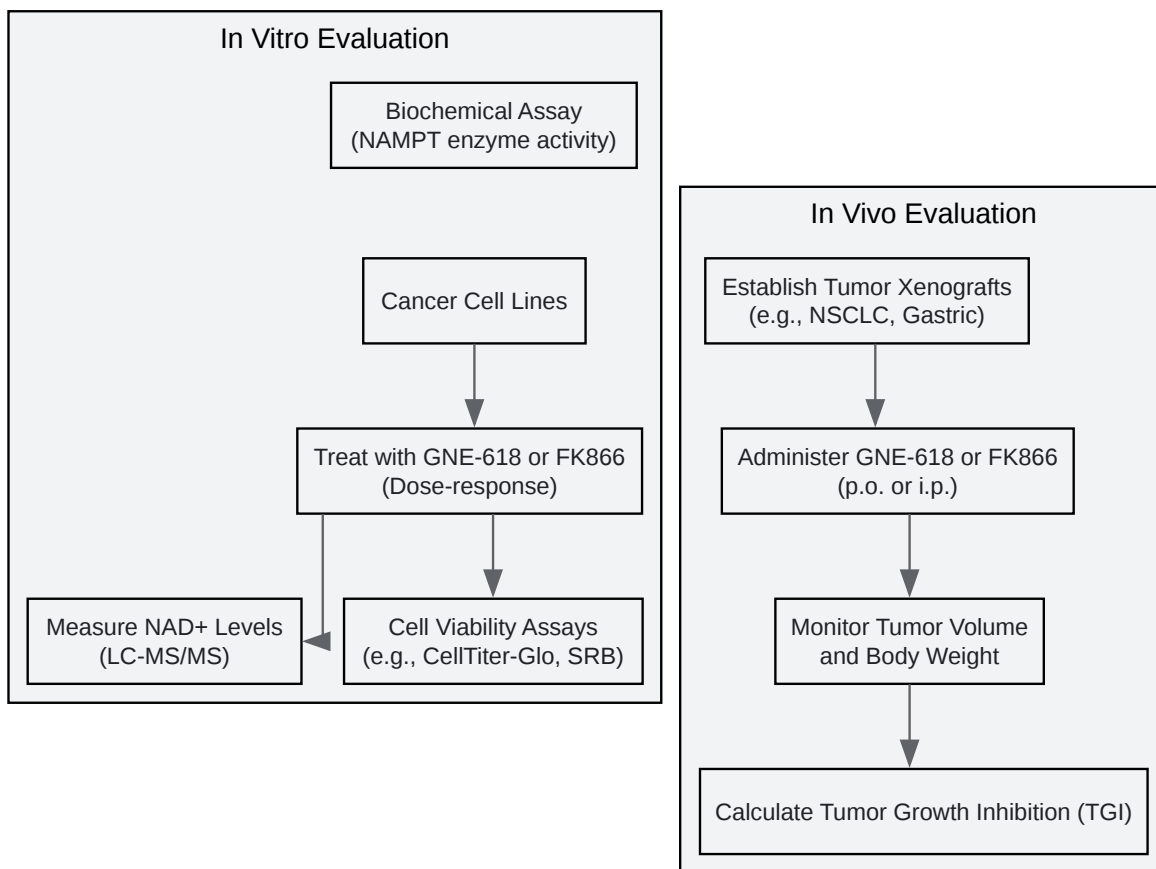 In Vitro Evaluation
Biochemical Assay
(NAMPT enzyme activity)
Cancer Cell Lines
Treat with GNE-618 or FK866
(Dose-response)
Measure NAD+ Levels
(LC-MS/MS)
Cell Viability Assays
(e.g., CellTiter-Glo, SRB)
In Vivo Evaluation
Establish Tumor Xenografts
(e.g., NSCLC, Gastric)
Administer GNE-618 or FK866
(p.o. or i.p.)
Monitor Tumor Volume
and Body Weight
Calculate Tumor Growth Inhibition (TGI)